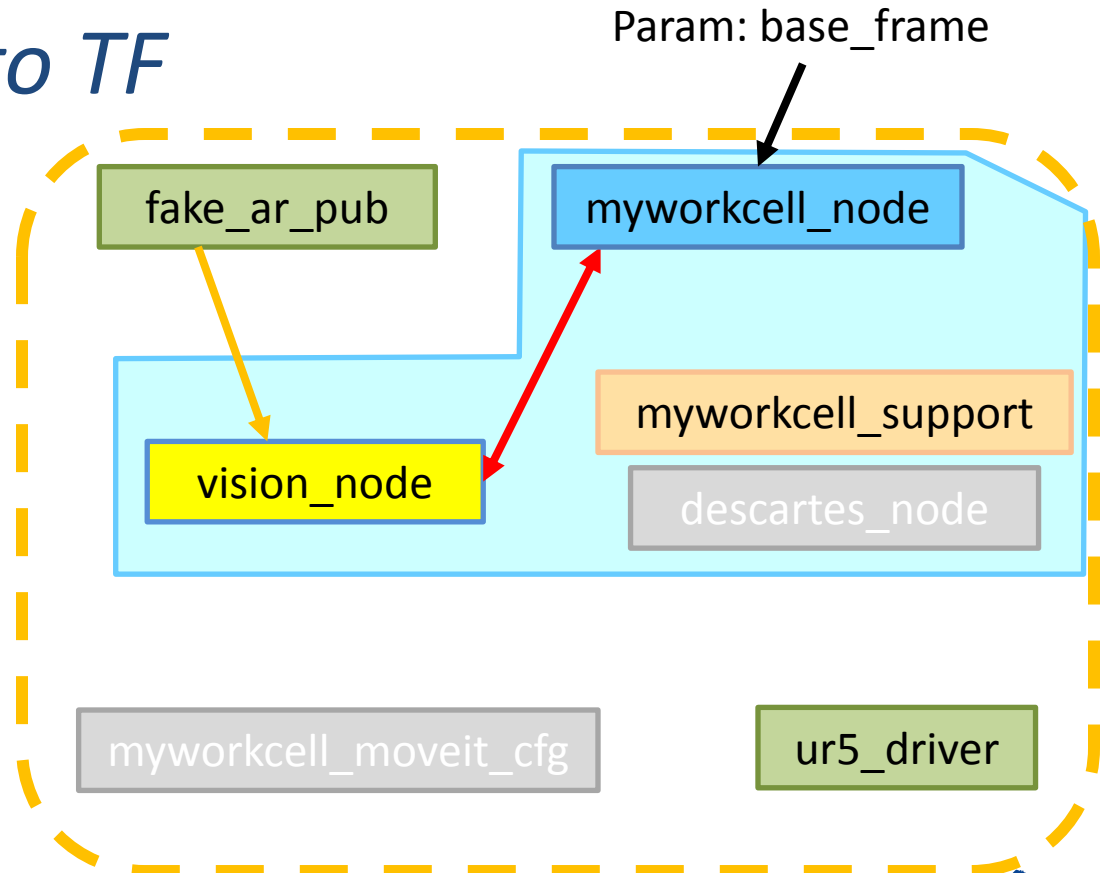 to TF
Param: base_frame
fake_ar_pub
myworkcell_node
myworkcell_support
vision_node
descartes_node
myworkcell_moveit_cfg
ur5_driver